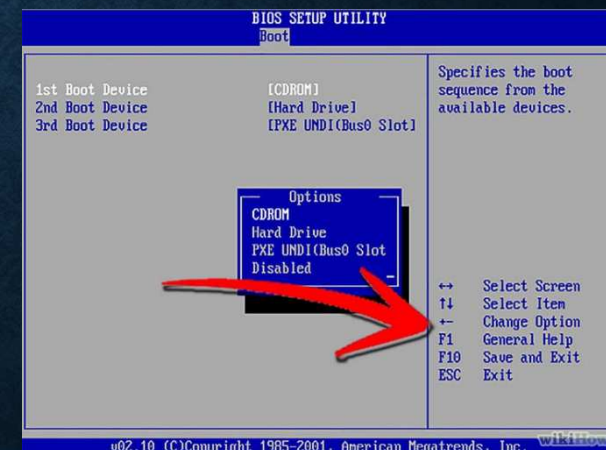 BIOS SETUP UTILITY
Boot
1st Boot Device [CDROM]
2nd Boot Device [Hard Drive]
3rd Boot Device [PXE UNDI(Bus0 Slot]
Options
CDROM
Hard Drive
PXE UNDI(Bus0 Slot
Disabled
Specifies the boot
sequence from the
available devices.
↔ Select Screen
↑↓ Select Item
+- Change Option
F1 General Help
F10 Save and Exit
ESC Exit
v02.10 (C)Copyright 1985-2001, American Megatrends, Inc.
wikiHow